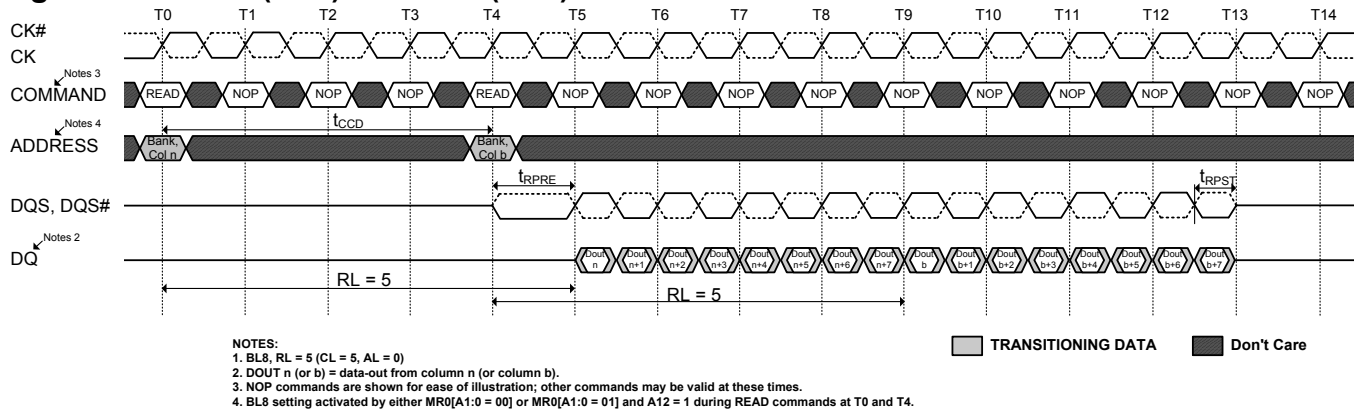 T0 T1 T2 T3 T4 T5 T6 T7 T8 T9 T10 T11 T12 T13 T14
CK#
CK
Notes 3
COMMAND READ NOP NOP NOP READ NOP NOP NOP NOP NOP NOP NOP NOP NOP NOP
Notes 4
tCCD
ADDRESS Bank, Col n Bank, Col b
tRPRE tRPST
DQS, DQS#
Notes 2
DQ Dout n Dout n+1 Dout n+2 Dout n+3 Dout n+4 Dout n+5 Dout n+6 Dout n+7 Dout b Dout b+1 Dout b+2 Dout b+3 Dout b+4 Dout b+5 Dout b+6 Dout b+7
RL = 5
RL = 5
NOTES:
1. BL8, RL = 5 (CL = 5, AL = 0)
2. DOUT n (or b) = data-out from column n (or column b).
3. NOP commands are shown for ease of illustration; other commands may be valid at these times.
4. BL8 setting activated by either MR0[A1:0 = 00] or MR0[A1:0 = 01] and A12 = 1 during READ commands at T0 and T4.
TRANSITIONING DATA Don't Care